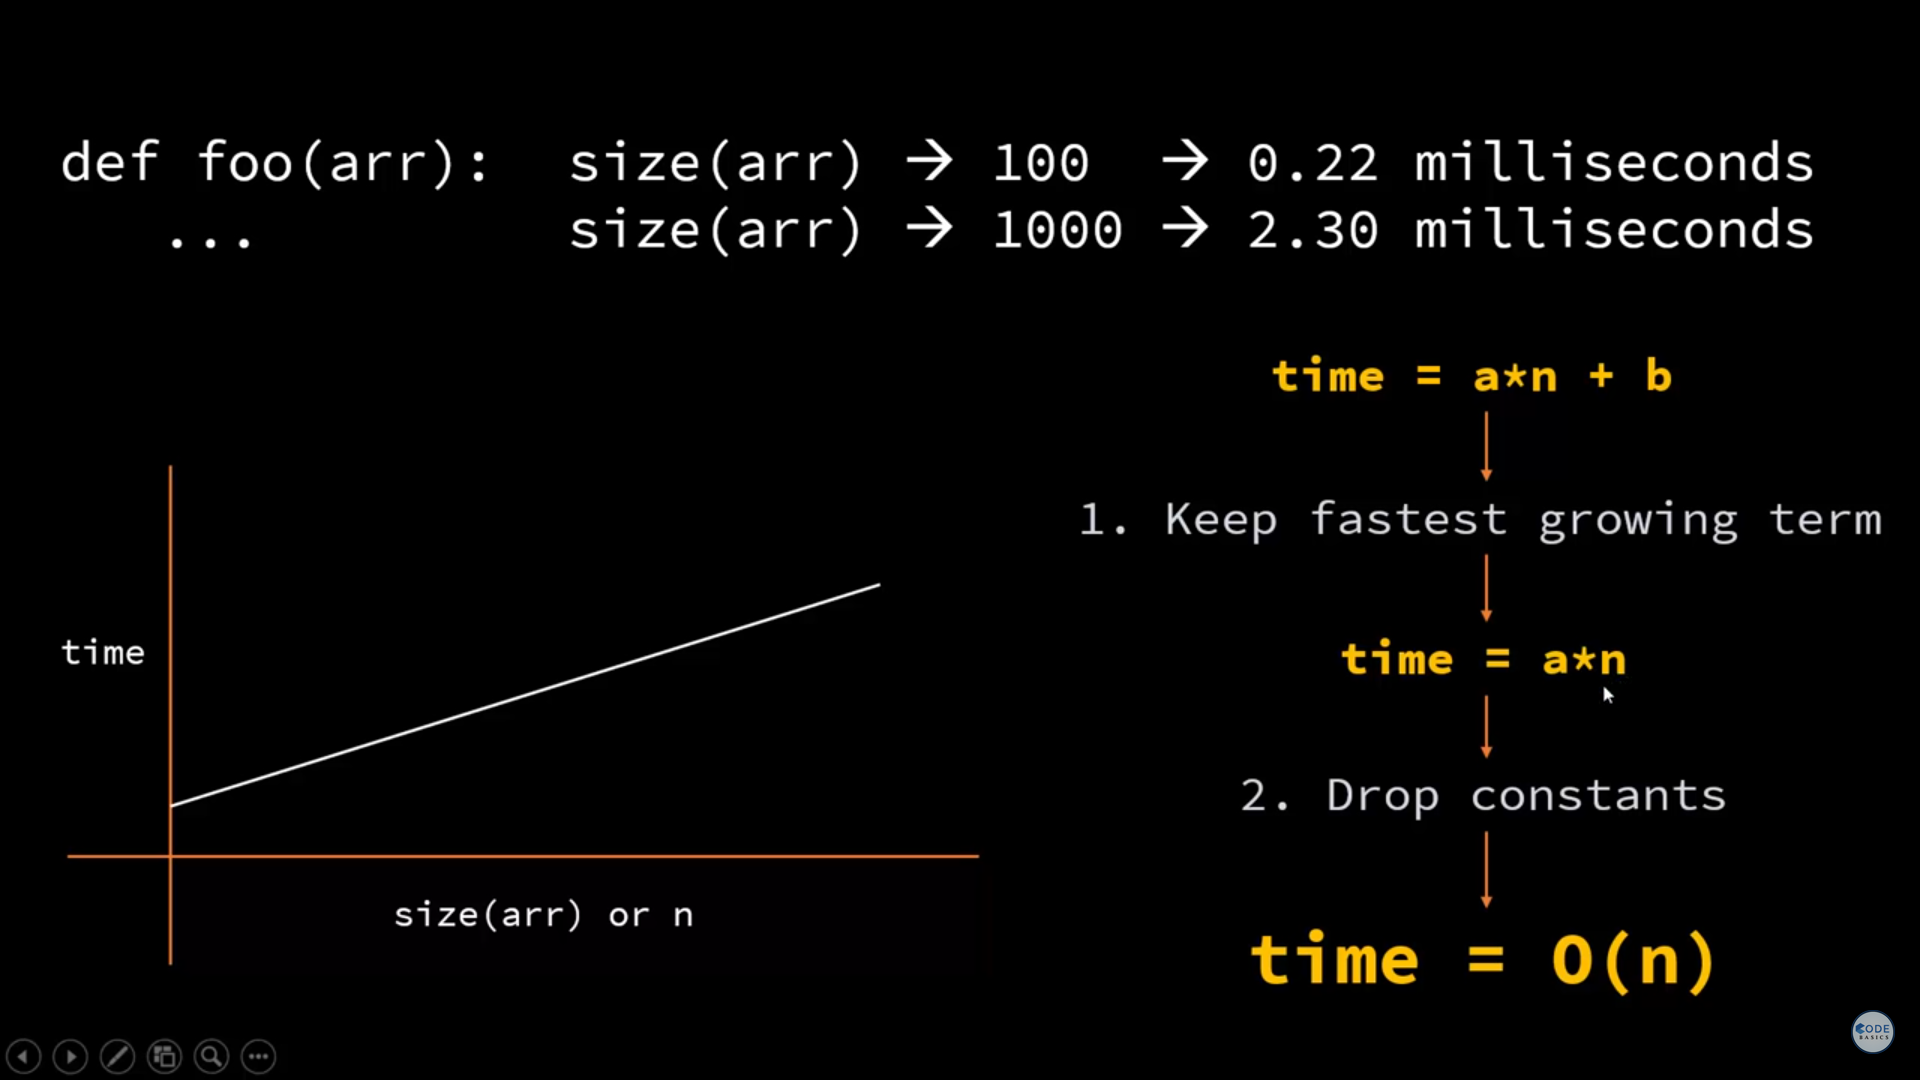 def foo(arr): size(arr) → 100 → 0.22 milliseconds
... size(arr) → 1000 → 2.30 milliseconds
time = a*n + b
1. Keep fastest growing term
time = a*n
2. Drop constants
time = O(n)
time
size(arr) or n
CODE
BASICS